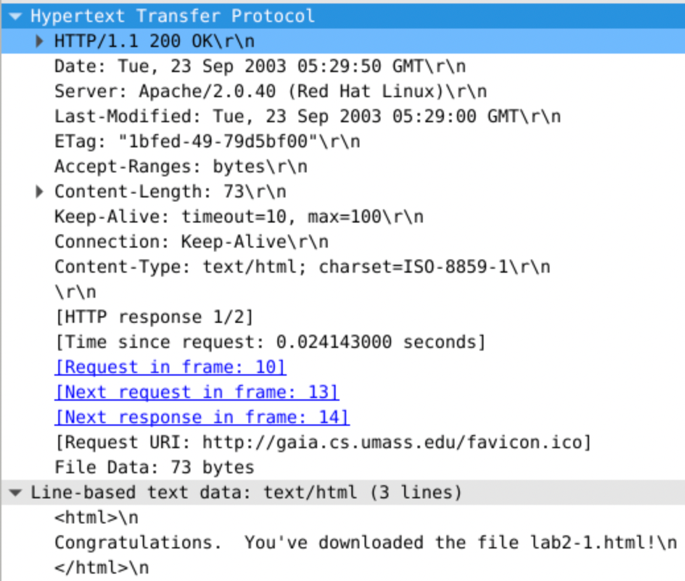 Hypertext Transfer Protocol
HTTP/1.1 200 OK\r\n
Date: Tue, 23 Sep 2003 05:29:50 GMT\r\n
Server: Apache/2.0.40 (Red Hat Linux)\r\n
Last-Modified: Tue, 23 Sep 2003 05:29:00 GMT\r\n
ETag: "1bfed-49-79d5bf00"\r\n
Accept-Ranges: bytes\r\n
Content-Length: 73\r\n
Keep-Alive: timeout=10, max=100\r\n
Connection: Keep-Alive\r\n
Content-Type: text/html; charset=ISO-8859-1\r\n
\r\n
[HTTP response 1/2]
[Time since request: 0.024143000 seconds]
[Request in frame: 10]
[Next request in frame: 13]
[Next response in frame: 14]
[Request URI: http://gaia.cs.umass.edu/favicon.ico]
File Data: 73 bytes
Line-based text data: text/html (3 lines)
<html>\n
Congratulations.  You've downloaded the file lab2-1.html!\n
</html>\n